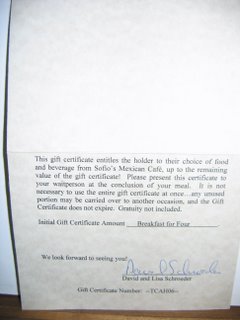 This gift certificate entitles the holder to their choice of food
and beverage from Sofio's Mexican Café, up to the remaining
value of the gift certificate! Please present this certificate to
your waitperson at the conclusion of your meal. It is not
necessary to use the entire gift certificate at once...any unused
portion may be carried over to another occasion, and the Gift
Certificate does not expire. Gratuity not included.
Initial Gift Certificate Amount Breakfast for Four
We look forward to seeing you!
David Schroeder
David and Lisa Schroeder
Gift Certificate Number: --TCAH06--